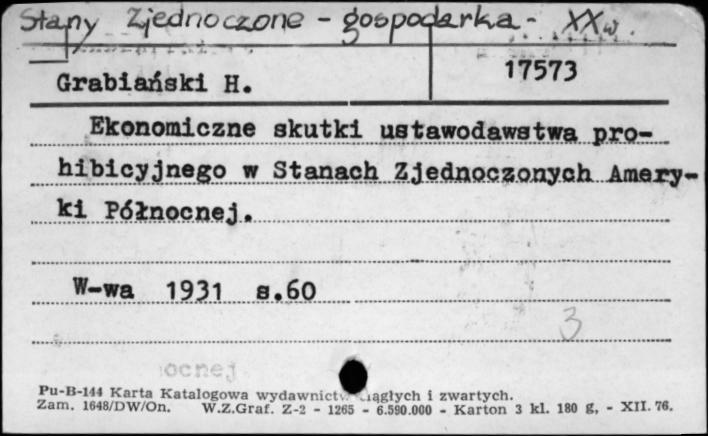 Stany Zjednoczone - gospodarka - XX w.
Grabiański H.
17573
Ekonomiczne skutki ustawodawstwa pro-
hibicyjnego w Stanach Zjednoczonych Amery-
ki Północnej.
W-wa 1931 s.60
3
ocnej
Pu-B-144 Karta Katalogowa wydawnictw ciągłych i zwartych.
Zam. 1648/DW/On. W.Z.Graf. Z-2 - 1265 - 6.590.000 - Karton 3 kl. 180 g, - XII. 76.